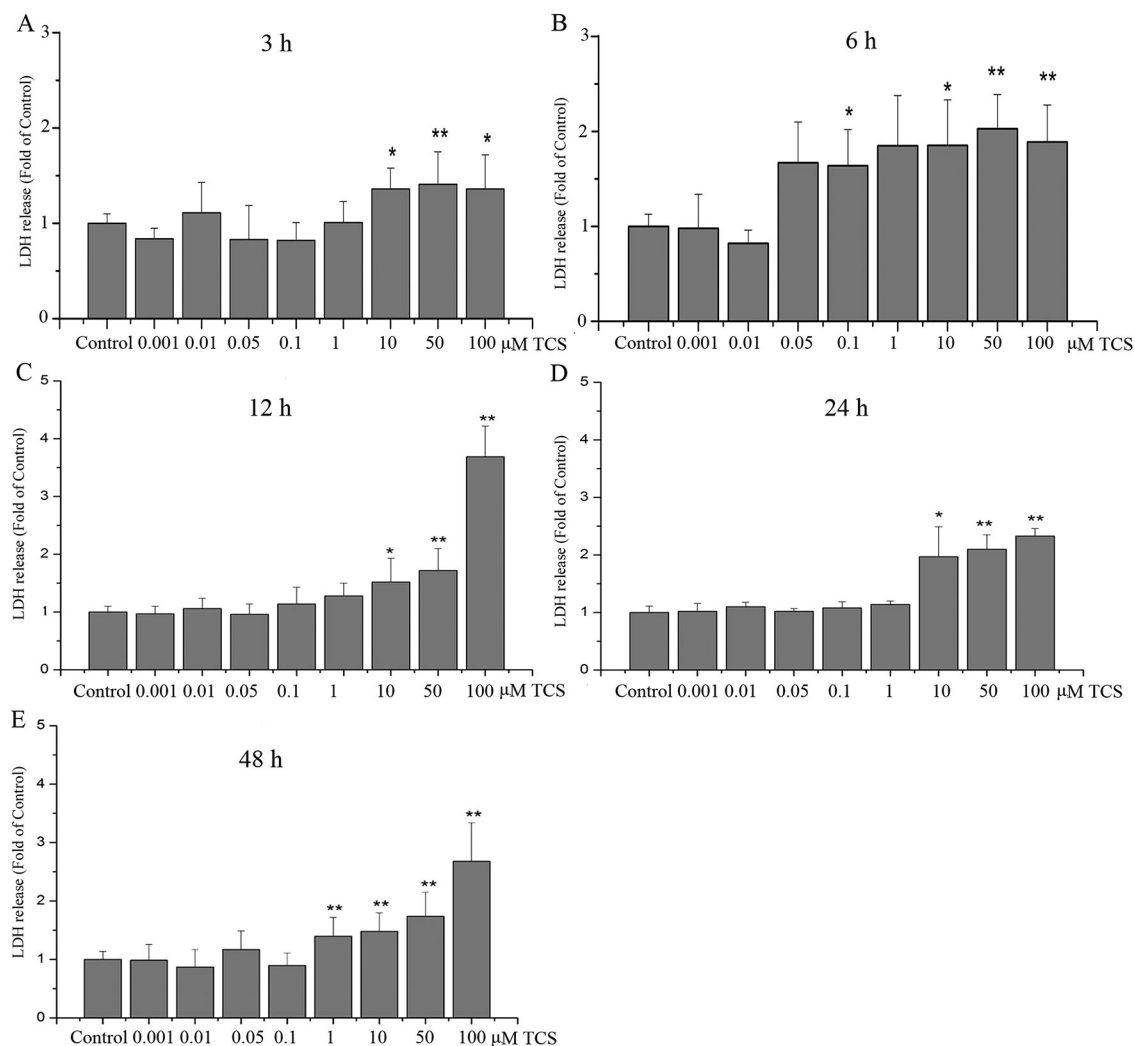 A
3 h
LDH release (Fold of Control)
3
2
1
0
* ** *
Control 0.001 0.01 0.05 0.1 1 10 50 100 μM TCS
B
6 h
LDH release (Fold of Control)
3
2
1
0
* * ** **
Control 0.001 0.01 0.05 0.1 1 10 50 100 μM TCS
C
12 h
LDH release (Fold of Control)
5
4
3
2
1
0
* ** **
Control 0.001 0.01 0.05 0.1 1 10 50 100 μM TCS
D
24 h
LDH release (Fold of Control)
5
4
3
2
1
0
* ** **
Control 0.001 0.01 0.05 0.1 1 10 50 100 μM TCS
E
48 h
LDH release (Fold of Control)
5
4
3
2
1
0
** ** ** **
Control 0.001 0.01 0.05 0.1 1 10 50 100 μM TCS